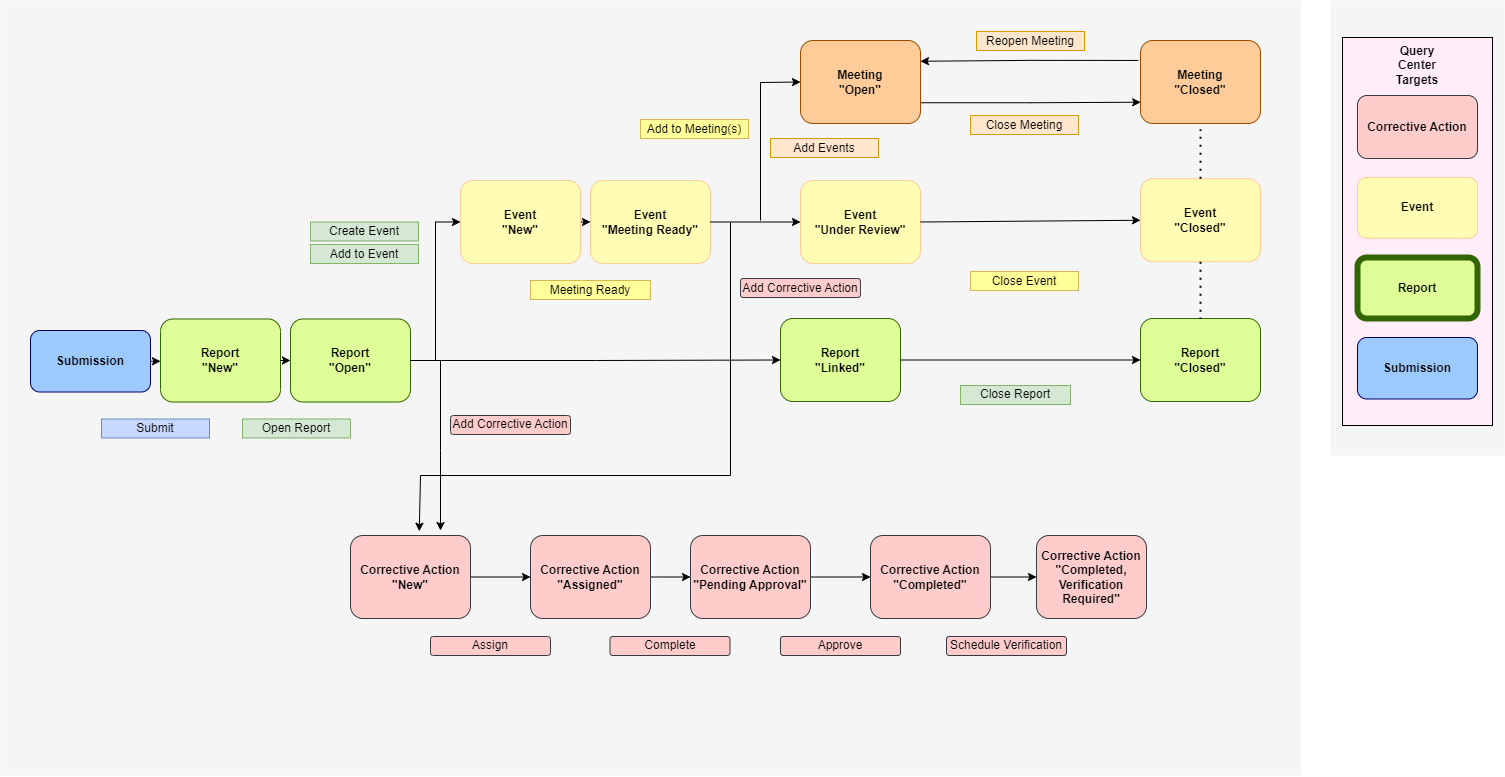 Reopen Meeting
Meeting
"Open"
Meeting
"Closed"
Close Meeting
Add to Meeting(s)
Add Events
Event
"New"
Event
"Meeting Ready"
Event
"Under Review"
Event
"Closed"
Create Event
Add to Event
Meeting Ready
Add Corrective Action
Close Event
Submission
Report
"New"
Report
"Open"
Report
"Linked"
Report
"Closed"
Close Report
Submit
Open Report
Add Corrective Action
Corrective Action
"New"
Corrective Action
"Assigned"
Corrective Action
"Pending Approval"
Corrective Action
"Completed"
Corrective Action
"Completed,
Verification
Required"
Assign
Complete
Approve
Schedule Verification
Query
Center
Targets
Corrective Action
Event
Report
Submission